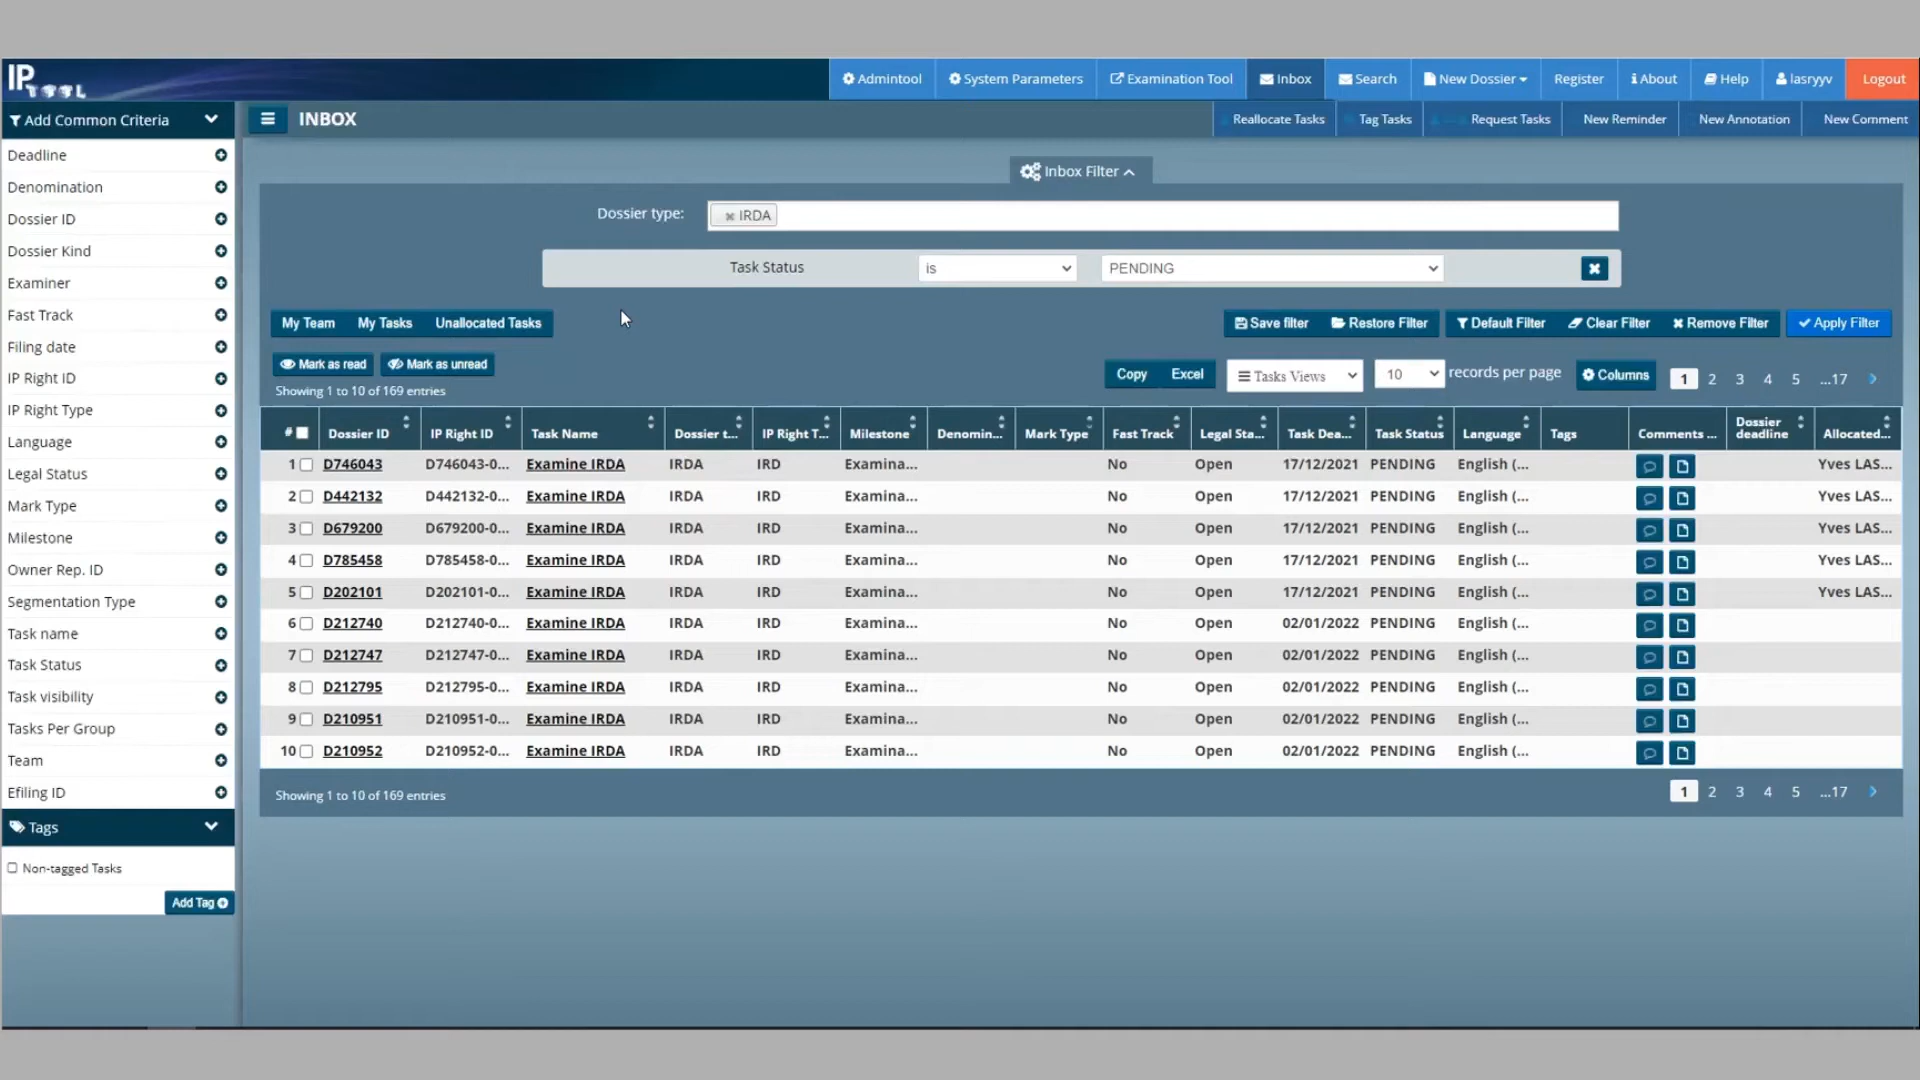 IP TOOL
Admintool System Parameters Examination Tool Inbox Search New Dossier Register About Help lasryyv Logout
Add Common Criteria
INBOX
Reallocate Tasks Tag Tasks Request Tasks New Reminder New Annotation New Comment
Deadline
Denomination
Dossier ID
Dossier Kind
Examiner
Fast Track
Filing date
IP Right ID
IP Right Type
Language
Legal Status
Mark Type
Milestone
Owner Rep. ID
Segmentation Type
Task name
Task Status
Task visibility
Tasks Per Group
Team
Efiling ID
Tags
Non-tagged Tasks
Add Tag
Inbox Filter
Dossier type: IRDA
Task Status is PENDING
My Team My Tasks Unallocated Tasks
Save filter Restore Filter Default Filter Clear Filter Remove Filter Apply Filter
Mark as read Mark as unread
Showing 1 to 10 of 169 entries
Copy Excel Tasks Views 10 records per page Columns 1 2 3 4 5 ...17
# Dossier ID IP Right ID Task Name Dossier t... IP Right T... Milestone Denomin... Mark Type Fast Track Legal Sta... Task Dea... Task Status Language Tags Comments ... Dossier deadline Allocated...
1 D746043 D746043-0... Examine IRDA IRDA IRD Examina... No Open 17/12/2021 PENDING English (... Yves LAS...
2 D442132 D442132-0... Examine IRDA IRDA IRD Examina... No Open 17/12/2021 PENDING English (... Yves LAS...
3 D679200 D679200-0... Examine IRDA IRDA IRD Examina... No Open 17/12/2021 PENDING English (... Yves LAS...
4 D785458 D785458-0... Examine IRDA IRDA IRD Examina... No Open 17/12/2021 PENDING English (... Yves LAS...
5 D202101 D202101-0... Examine IRDA IRDA IRD Examina... No Open 17/12/2021 PENDING English (... Yves LAS...
6 D212740 D212740-0... Examine IRDA IRDA IRD Examina... No Open 02/01/2022 PENDING English (...
7 D212747 D212747-0... Examine IRDA IRDA IRD Examina... No Open 02/01/2022 PENDING English (...
8 D212795 D212795-0... Examine IRDA IRDA IRD Examina... No Open 02/01/2022 PENDING English (...
9 D210951 D210951-0... Examine IRDA IRDA IRD Examina... No Open 02/01/2022 PENDING English (...
10 D210952 D210952-0... Examine IRDA IRDA IRD Examina... No Open 02/01/2022 PENDING English (...
Showing 1 to 10 of 169 entries
1 2 3 4 5 ...17